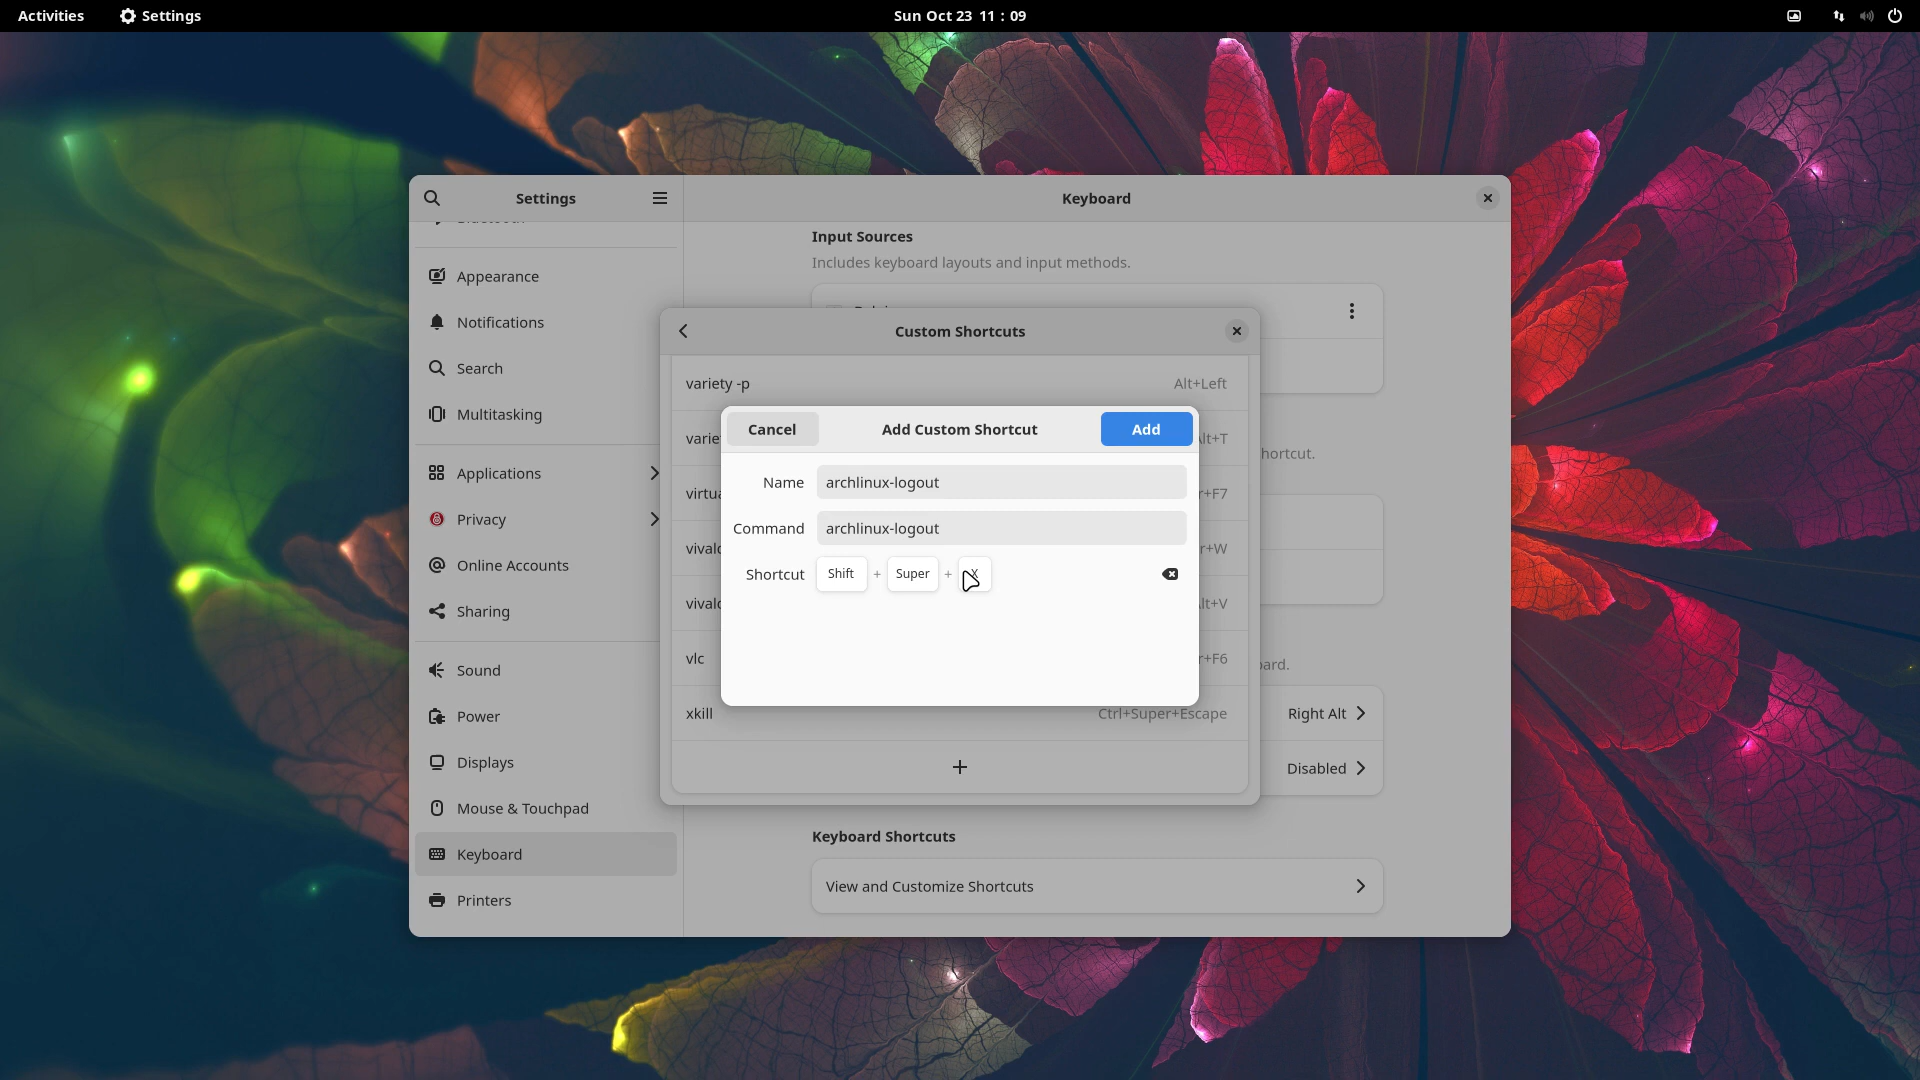 Activities
Settings
Sun Oct 23 11 : 09
Settings
Keyboard
Appearance
Notifications
Search
Multitasking
Applications
Privacy
Online Accounts
Sharing
Sound
Power
Displays
Mouse & Touchpad
Keyboard
Printers
Input Sources
Includes keyboard layouts and input methods.
hortcut.
Right Alt
Disabled
Keyboard Shortcuts
View and Customize Shortcuts
Custom Shortcuts
variety -p
Alt+Left
vlc
xkill
Ctrl+Super+Escape
+
Cancel
Add Custom Shortcut
Add
Name
archlinux-logout
Command
archlinux-logout
Shortcut
Shift + Super + X